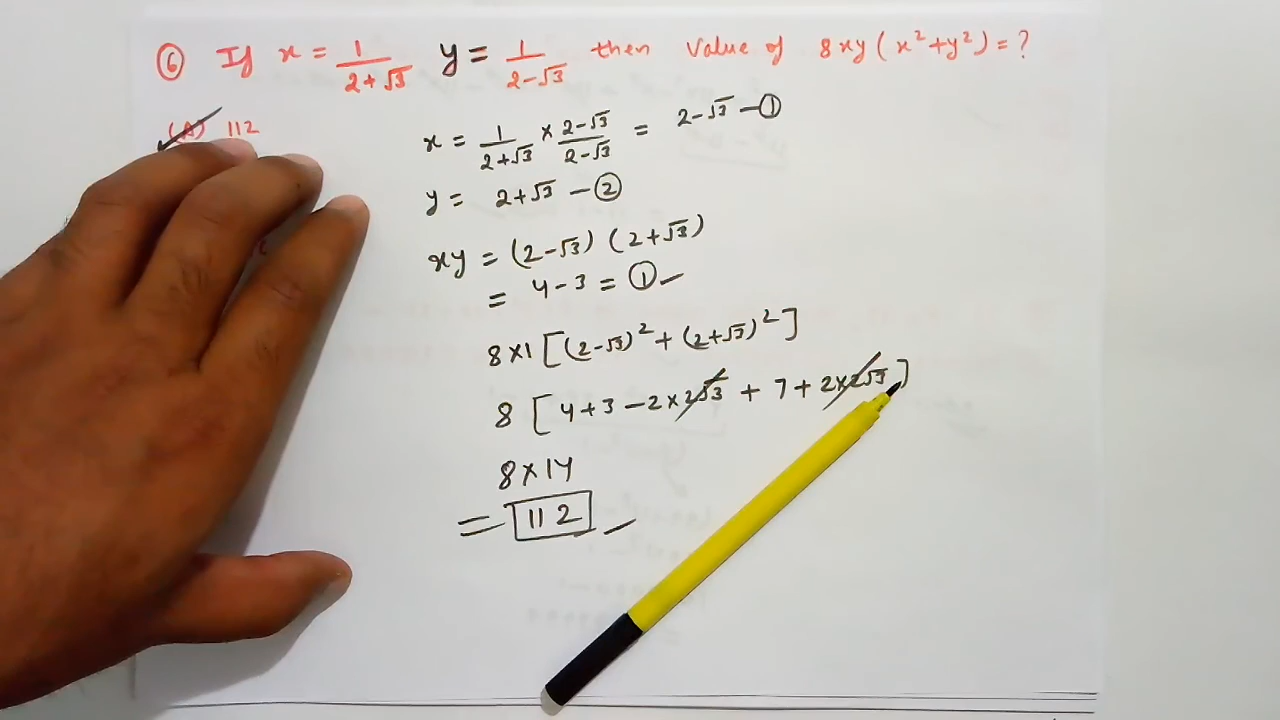 ⑥ If x = 1/(2+√3) y = 1/(2-√3) then value of 8xy(x²+y²) = ?
(A) 112
x = 1/(2+√3) × (2-√3)/(2-√3) = 2-√3 —①
y = 2+√3 —②
xy = (2-√3) (2+√3)
= 4-3 = ①
8×1 [(2-√3)² + (2+√3)²]
8 [4+3-2×2√3 + 7+2×2√3]
8×14
= 112